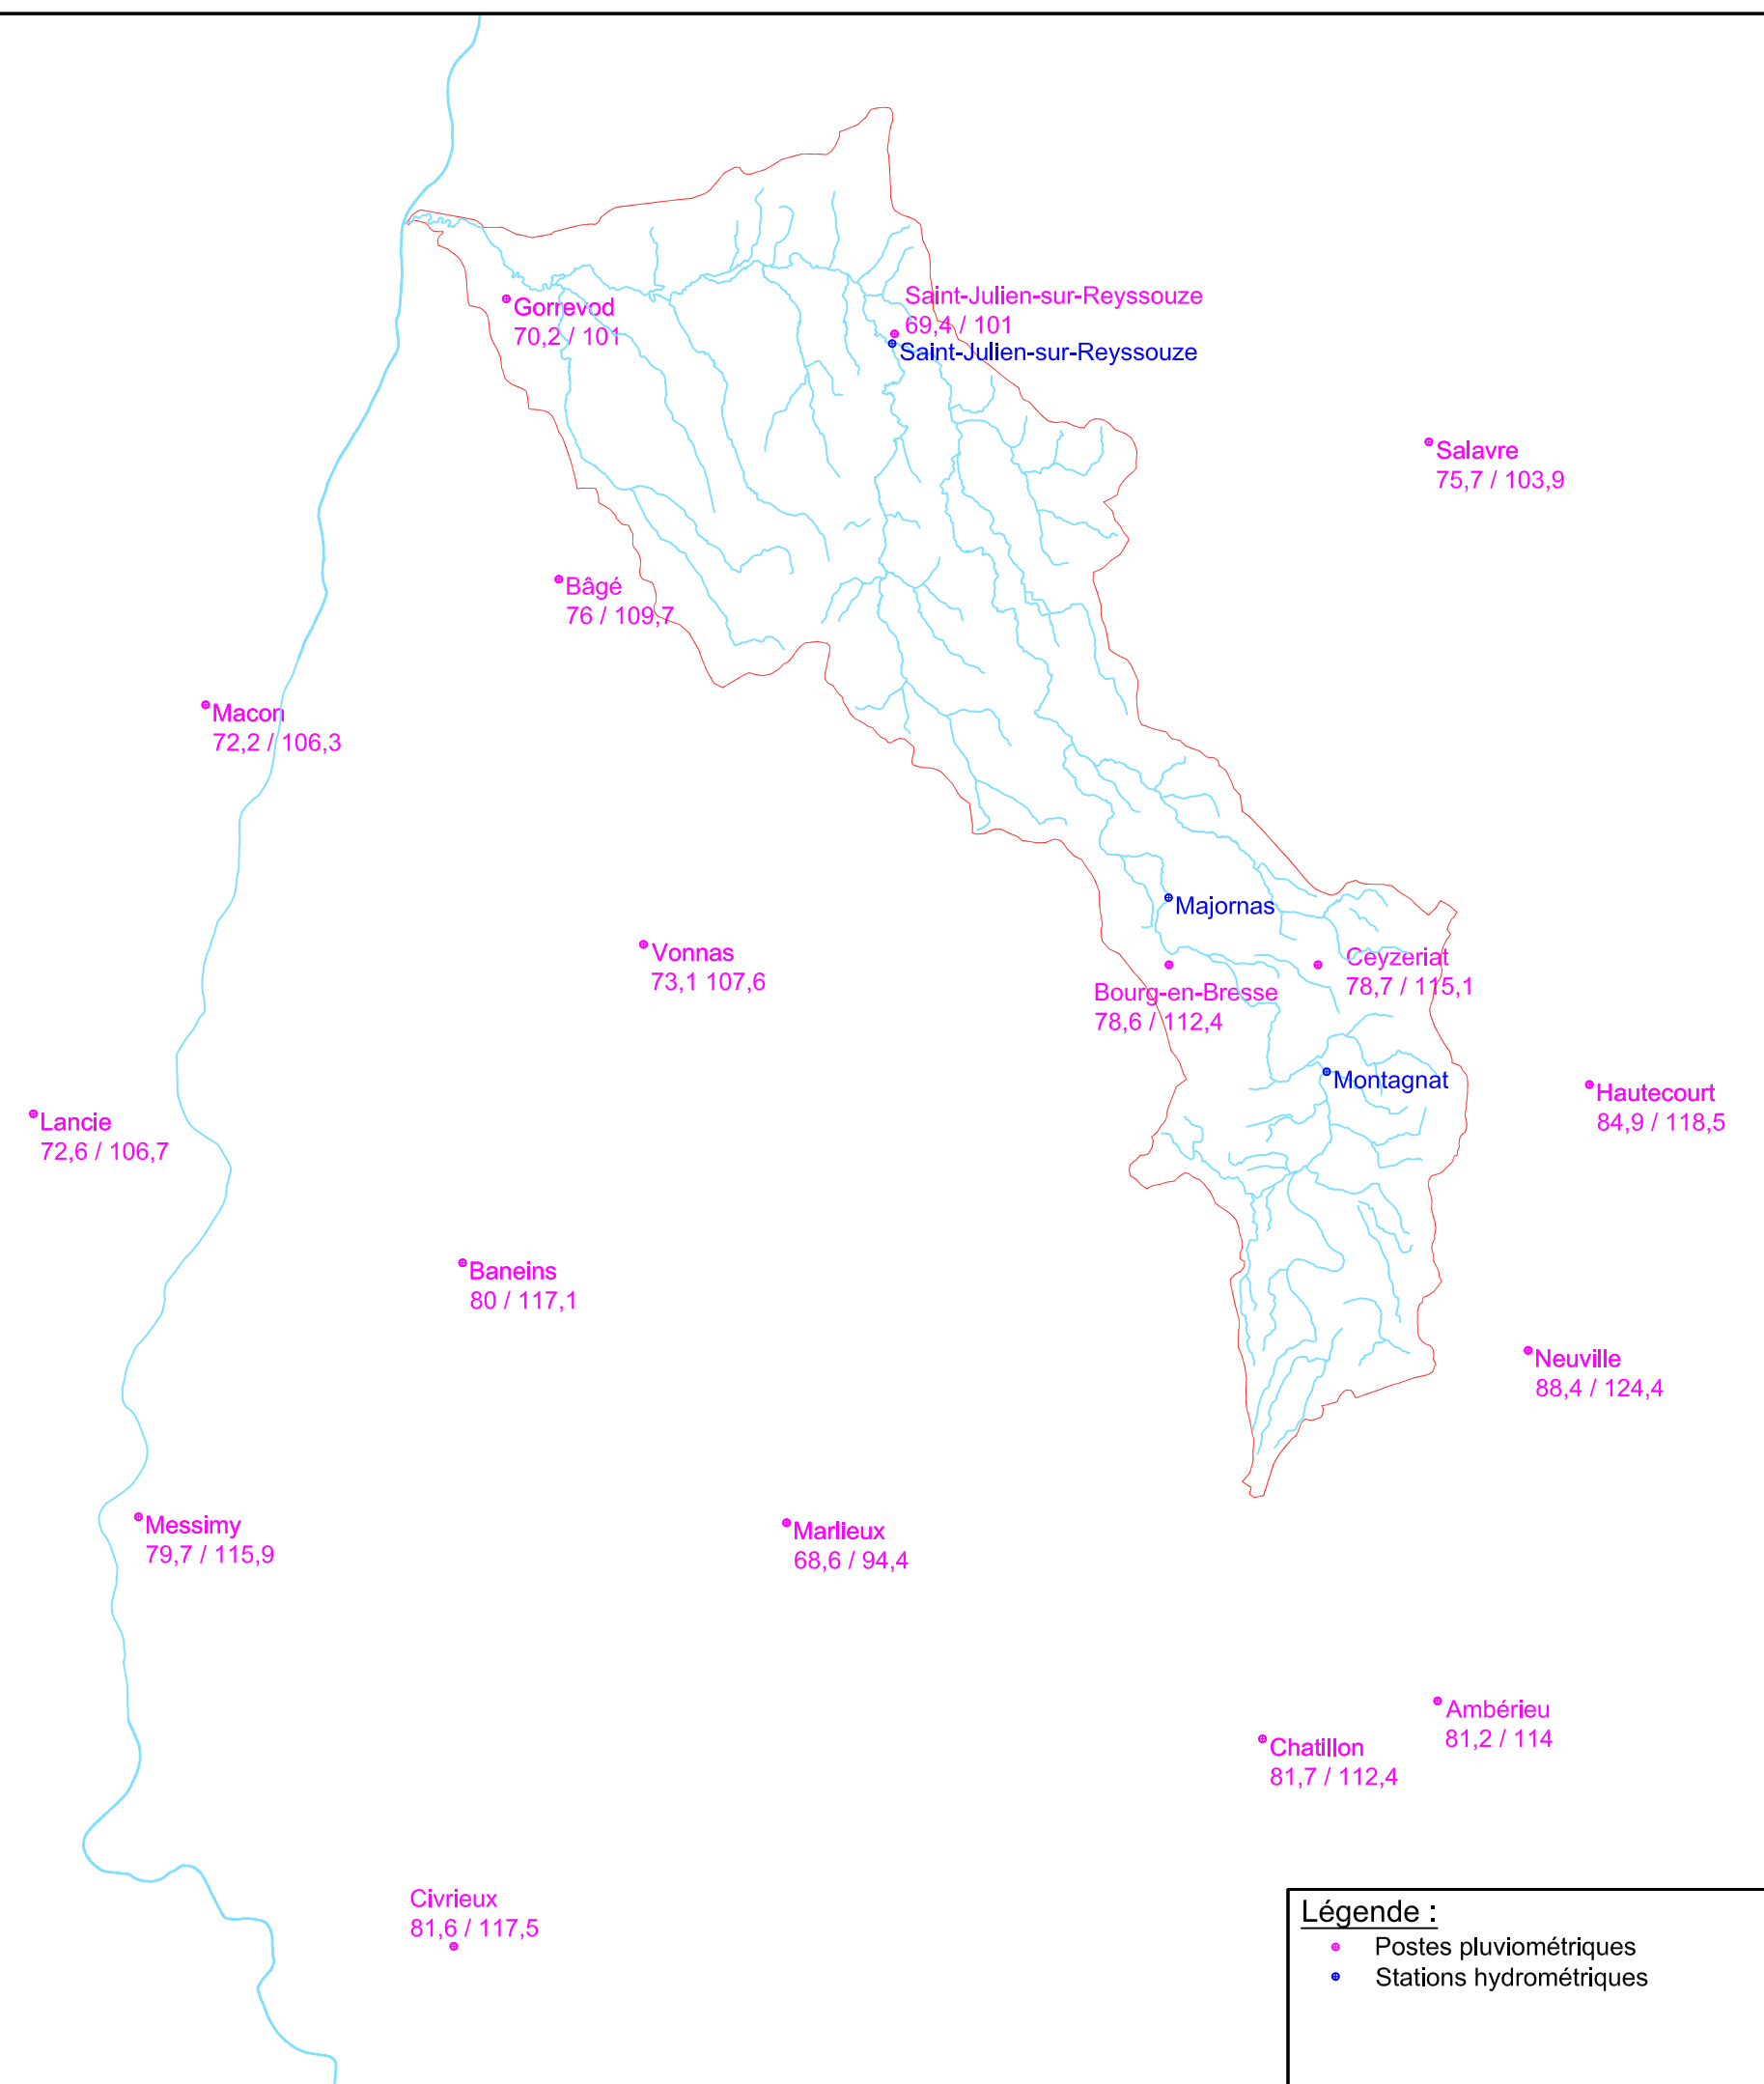 Saint-Julien-sur-Reyssouze
69,4 / 101
Saint-Julien-sur-Reyssouze
Gorrevod
70,2 / 101
Salavre
75,7 / 103,9
Bâgé
76 / 109,7
Macon
72,2 / 106,3
Majornas
Vonnas
73,1 107,6
Ceyzeriat
78,7 / 115,1
Bourg-en-Bresse
78,6 / 112,4
Montagnat
Hautecourt
84,9 / 118,5
Lancie
72,6 / 106,7
Baneins
80 / 117,1
Neuville
88,4 / 124,4
Messimy
79,7 / 115,9
Marlieux
68,6 / 94,4
Ambérieu
81,2 / 114
Chatillon
81,7 / 112,4
Civrieux
81,6 / 117,5
Légende :
Postes pluviométriques
Stations hydrométriques